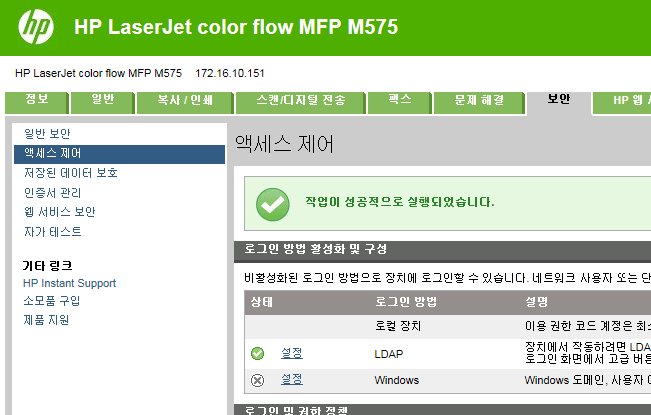 hp
HP LaserJet color flow MFP M575
HP LaserJet color flow MFP M575 172.16.10.151
정보 일반 복사 / 인쇄 스캔/디지털 전송 팩스 문제 해결 보안 HP 웹
일반 보안
액세스 제어
저장된 데이터 보호
인증서 관리
웹 서비스 보안
자가 테스트
기타 링크
HP Instant Support
소모품 구입
제품 지원
액세스 제어
작업이 성공적으로 실행되었습니다.
로그인 방법 활성화 및 구성
비활성화된 로그인 방법으로 장치에 로그인할 수 있습니다. 네트워크 사용자 또는 단
상태 로그인 방법 설명
로컬 장치 이용 권한 코드 계정은 최소
설정 LDAP 장치에서 작동하려면 LDA
로그인 화면에서 고급 버튼
설정 Windows Windows 도메인, 사용자
로그인 및 권한 정책